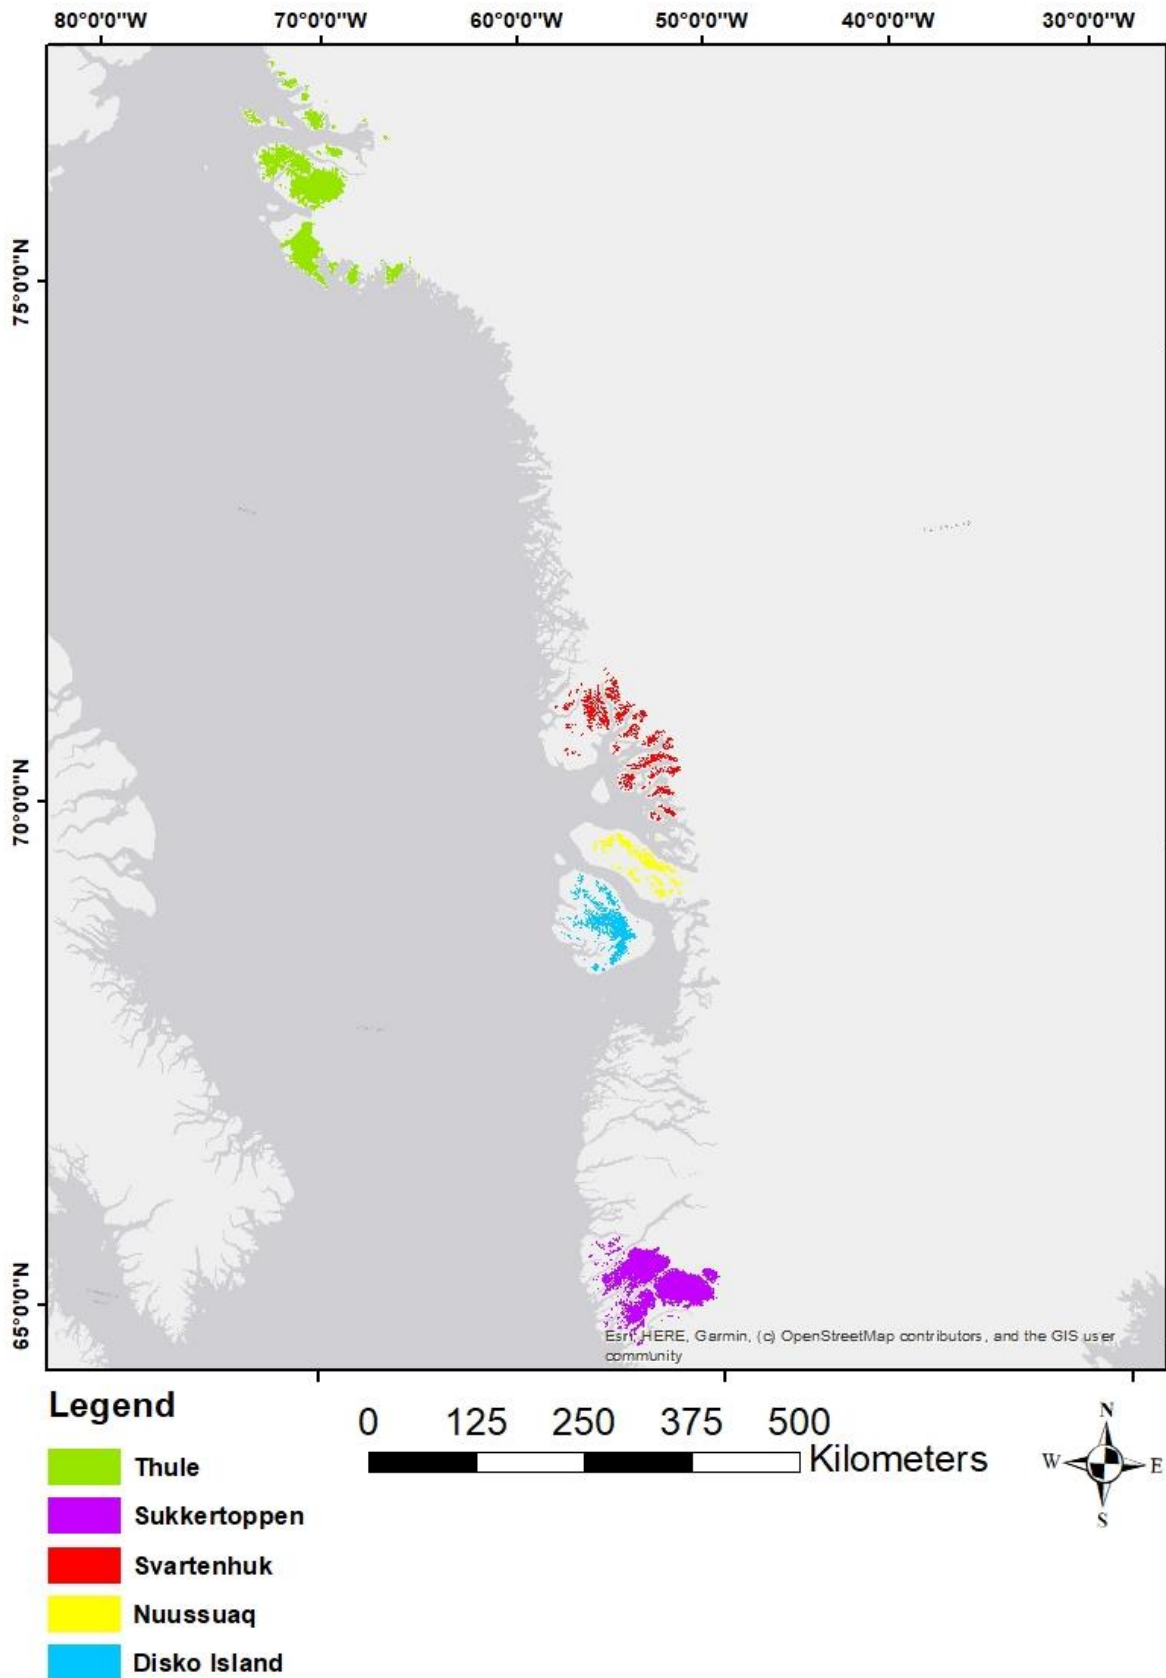 80°0'0"W 70°0'0"W 60°0'0"W 50°0'0"W 40°0'0"W 30°0'0"W
75°0'0"N
70°0'0"N
65°0'0"N
Esri, HERE, Garmin, (c) OpenStreetMap contributors, and the GIS user
community
Legend
Thule
Sukkertoppen
Svartenhuk
Nuussuaq
Disko Island
0 125 250 375 500
Kilometers
N
W E
S